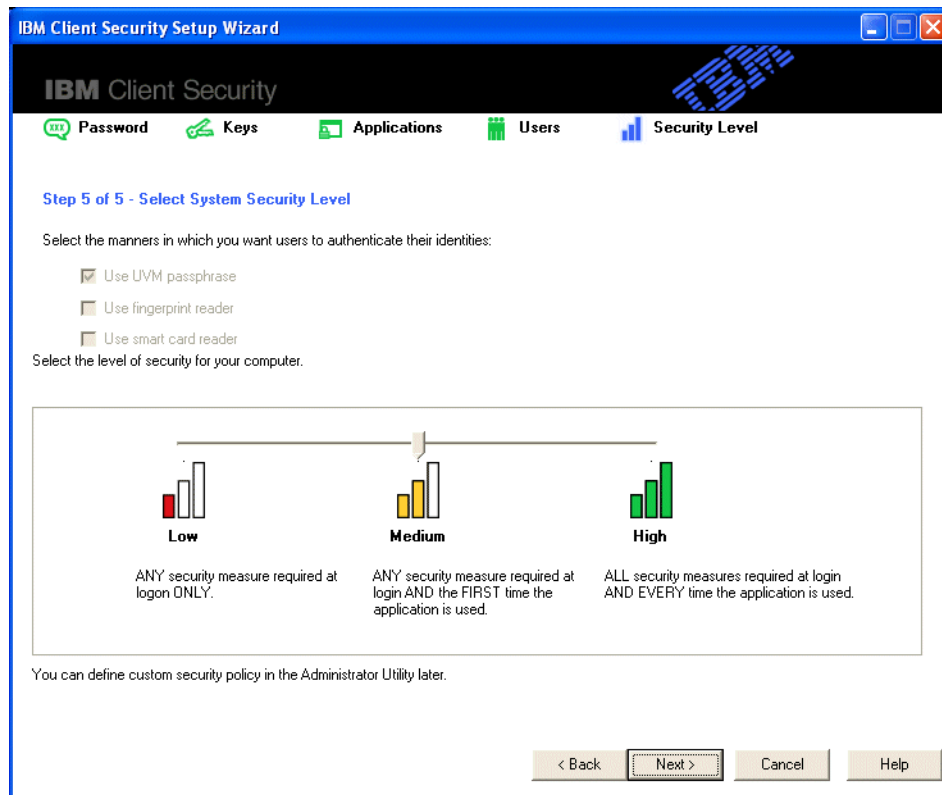 IBM Client Security Setup Wizard
IBM Client Security
IBM
xxx Password Keys Applications Users Security Level
Step 5 of 5 - Select System Security Level
Select the manners in which you want users to authenticate their identities:
Use UVM passphrase
Use fingerprint reader
Use smart card reader
Select the level of security for your computer.
Low
ANY security measure required at
logon ONLY.
Medium
ANY security measure required at
login AND the FIRST time the
application is used.
High
ALL security measures required at login
AND EVERY time the application is used.
You can define custom security policy in the Administrator Utility later.
< Back Next > Cancel Help